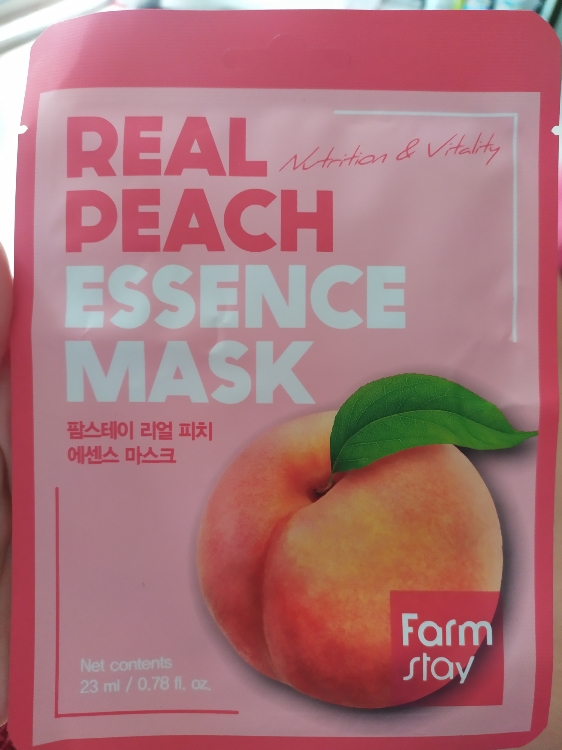 REAL
Nutrition & Vitality
PEACH
ESSENCE
MASK
팜스테이 리얼 피치
에센스 마스크
Farm
stay
Net contents
23 ml / 0.78 fl. oz.